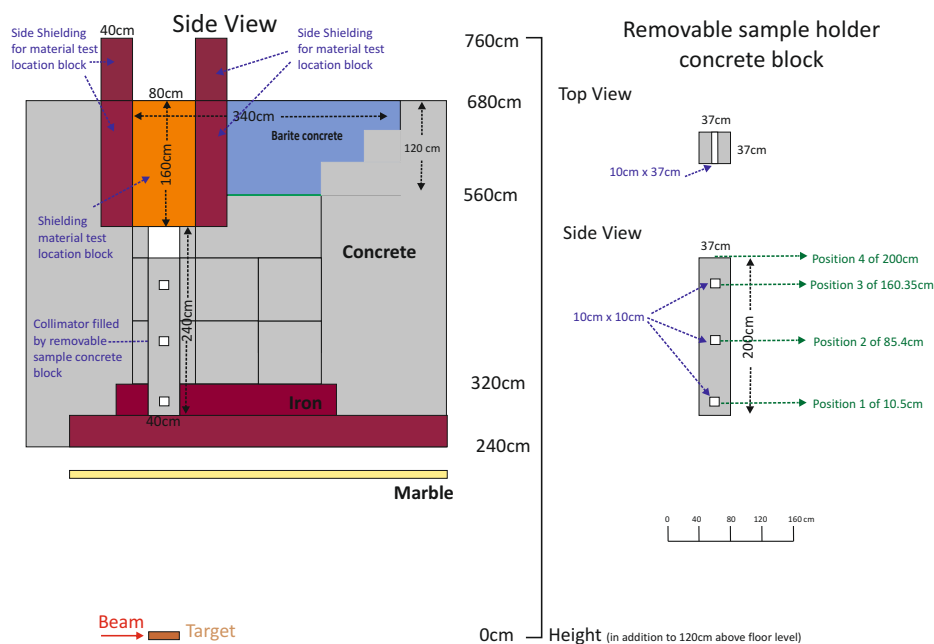 Side View
Side Shielding
for material test
location block
40cm
Side Shielding
for material test
location block
80cm
340cm
Barite concrete
120 cm
160cm
Shielding
material test
location block
Concrete
240cm
Collimator filled
by removable
sample concrete
block
Iron
40cm
Marble
Beam
Target
760cm
680cm
560cm
320cm
240cm
0cm
Height (in addition to 120cm above floor level)
Removable sample holder
concrete block
Top View
37cm
37cm
10cm x 37cm
Side View
37cm
Position 4 of 200cm
Position 3 of 160.35cm
10cm x 10cm
200cm
Position 2 of 85.4cm
Position 1 of 10.5cm
0 40 80 120 160 cm